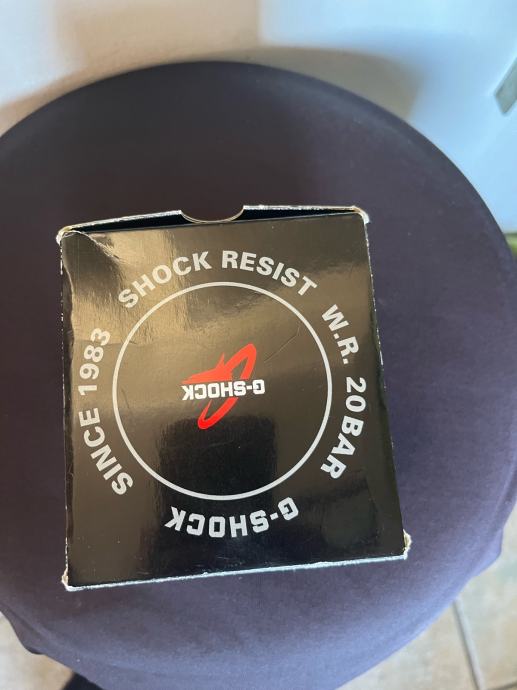 G-SHOCK
SINCE 1983
SHOCK RESIST
W.R. 20BAR
G-SHOCK